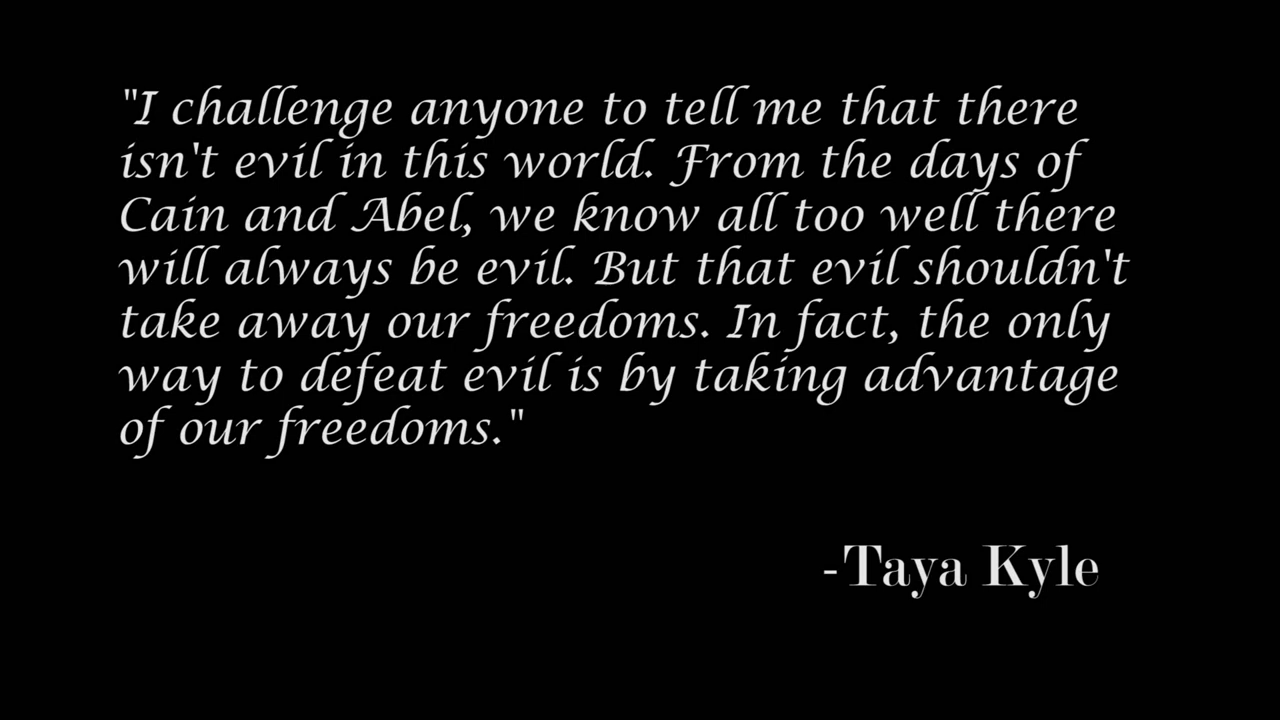 "I challenge anyone to tell me that there
isn't evil in this world. From the days of
Cain and Abel, we know all too well there
will always be evil. But that evil shouldn't
take away our freedoms. In fact, the only
way to defeat evil is by taking advantage
of our freedoms."
-Taya Kyle